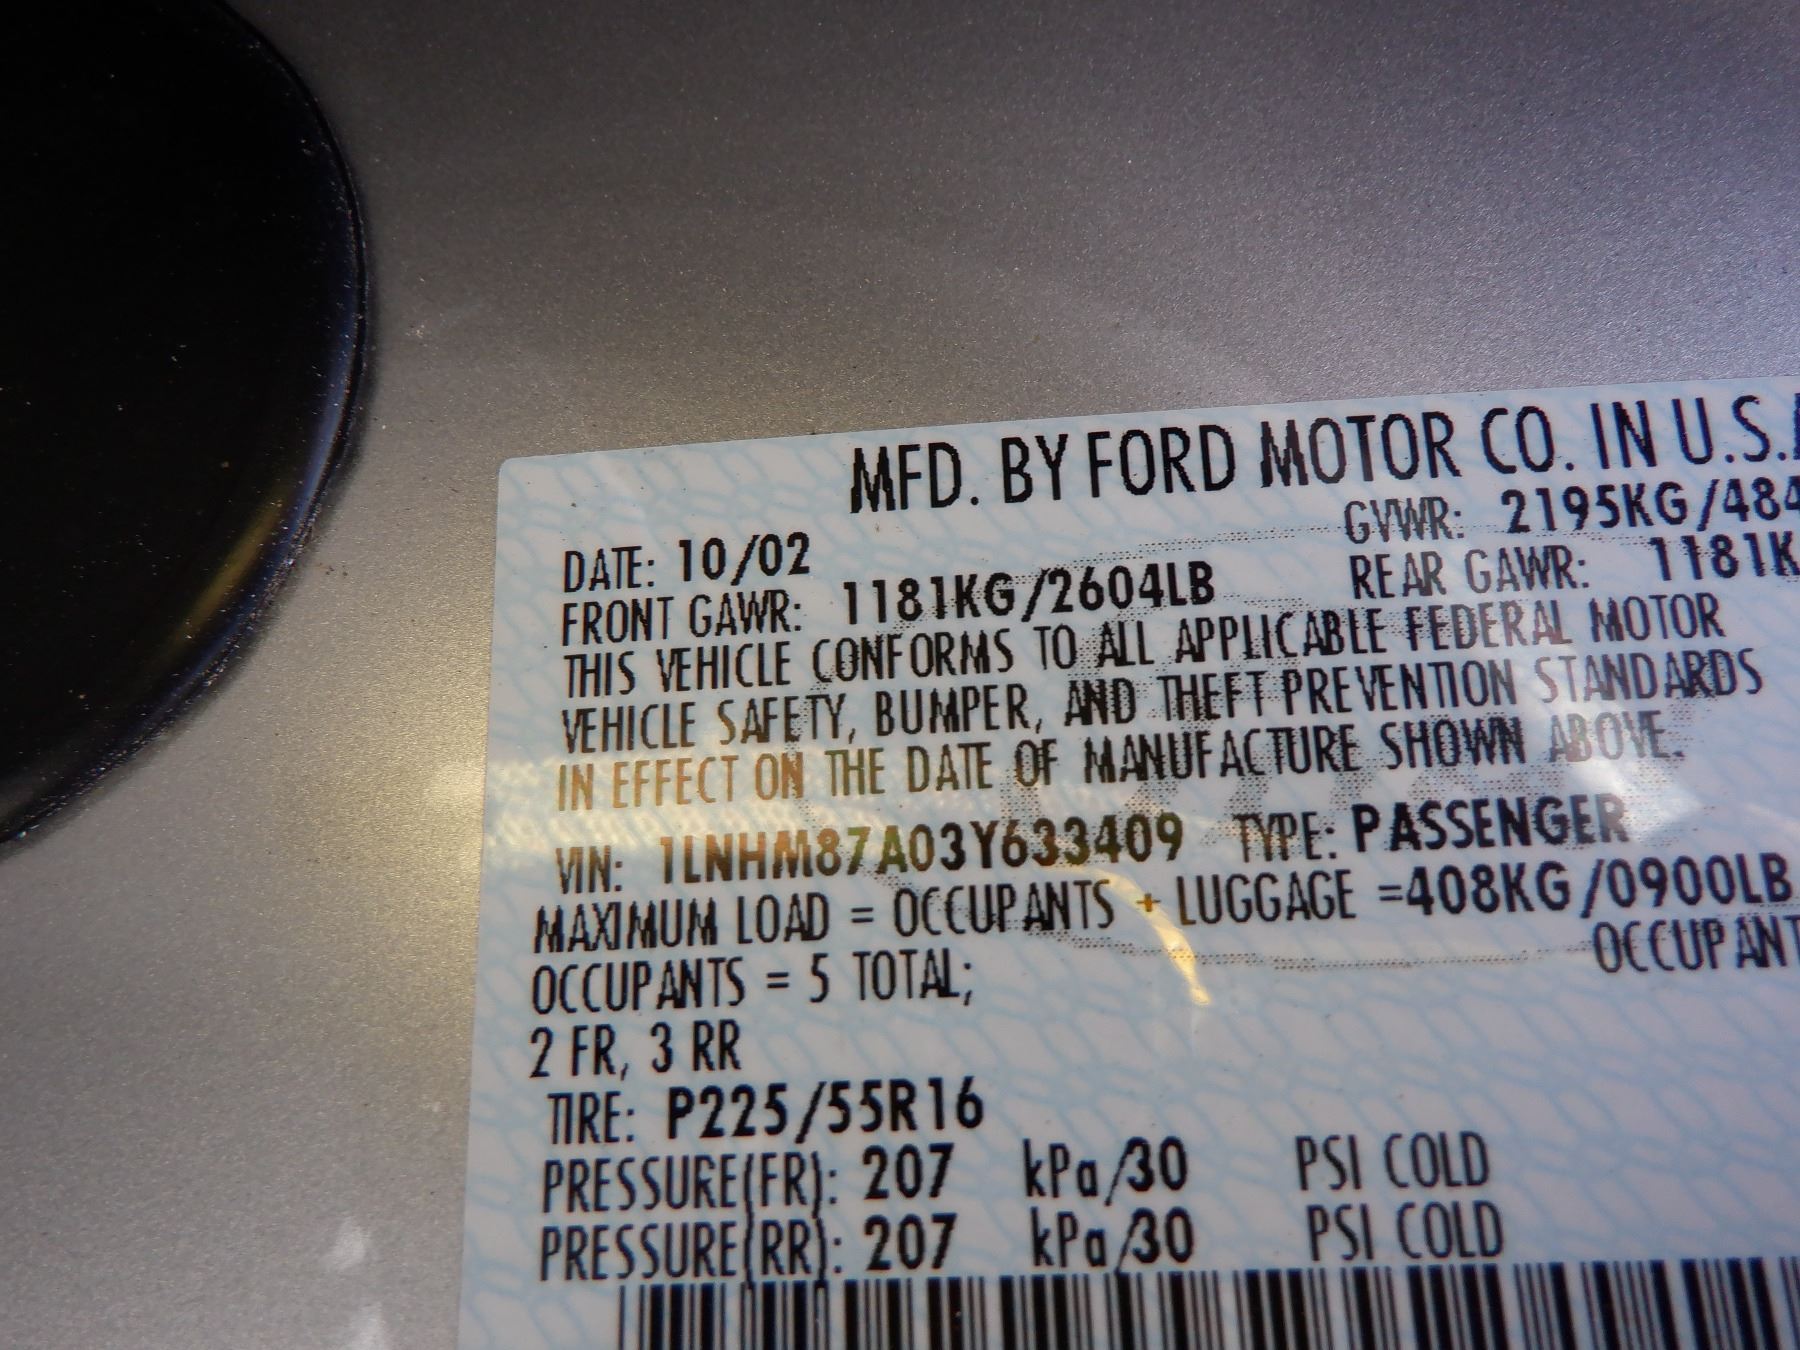 MFD. BY FORD MOTOR CO. IN U.S.A
DATE: 10/02 GVWR: 2195KG/484
FRONT GAWR: 1181KG/2604LB REAR GAWR: 1181K
THIS VEHICLE CONFORMS TO ALL APPLICABLE FEDERAL MOTOR
VEHICLE SAFETY, BUMPER, AND THEFT PREVENTION STANDARDS
IN EFFECT ON THE DATE OF MANUFACTURE SHOWN ABOVE.
VIN: 1LNHM87A03Y633409 TYPE: PASSENGER
MAXIMUM LOAD = OCCUPANTS + LUGGAGE =408KG/0900LB
OCCUPANTS = 5 TOTAL; OCCUPANT
2 FR, 3 RR
TIRE: P225/55R16
PRESSURE(FR): 207 kPa/30 PSI COLD
PRESSURE(RR): 207 kPa/30 PSI COLD